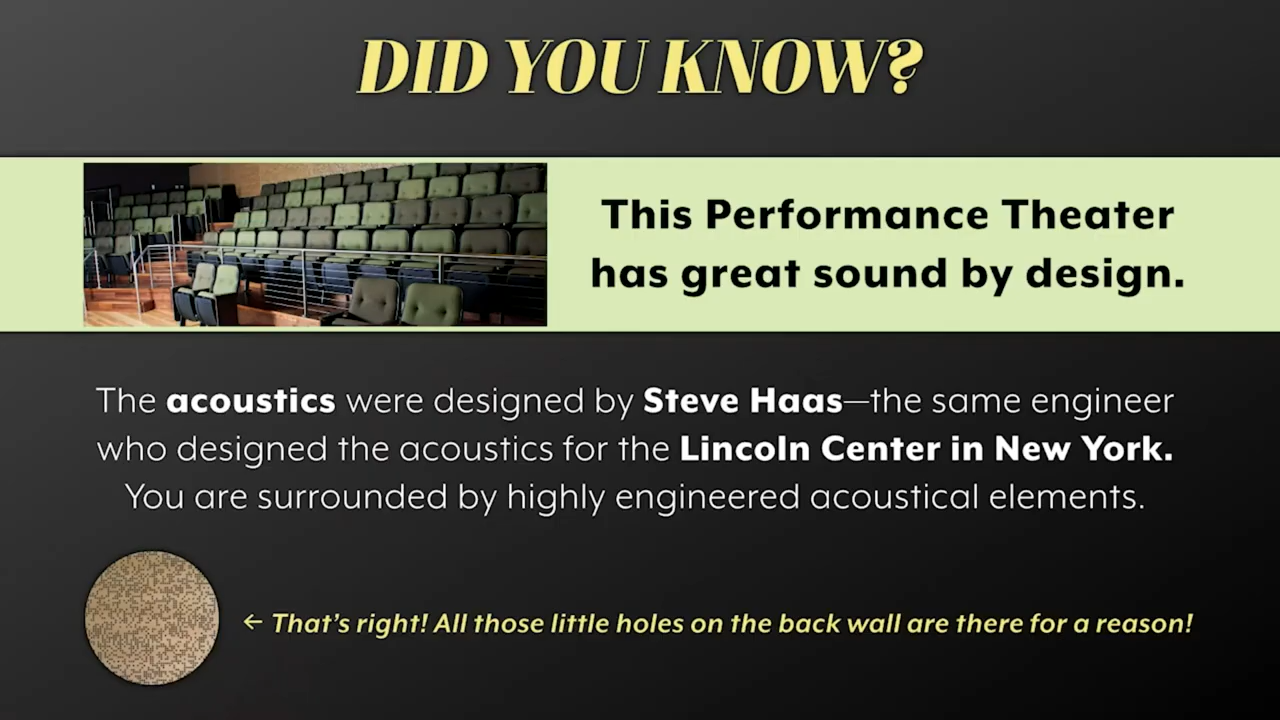 DID YOU KNOW?
This Performance Theater
has great sound by design.
The acoustics were designed by Steve Haas—the same engineer
who designed the acoustics for the Lincoln Center in New York.
You are surrounded by highly engineered acoustical elements.
← That's right! All those little holes on the back wall are there for a reason!